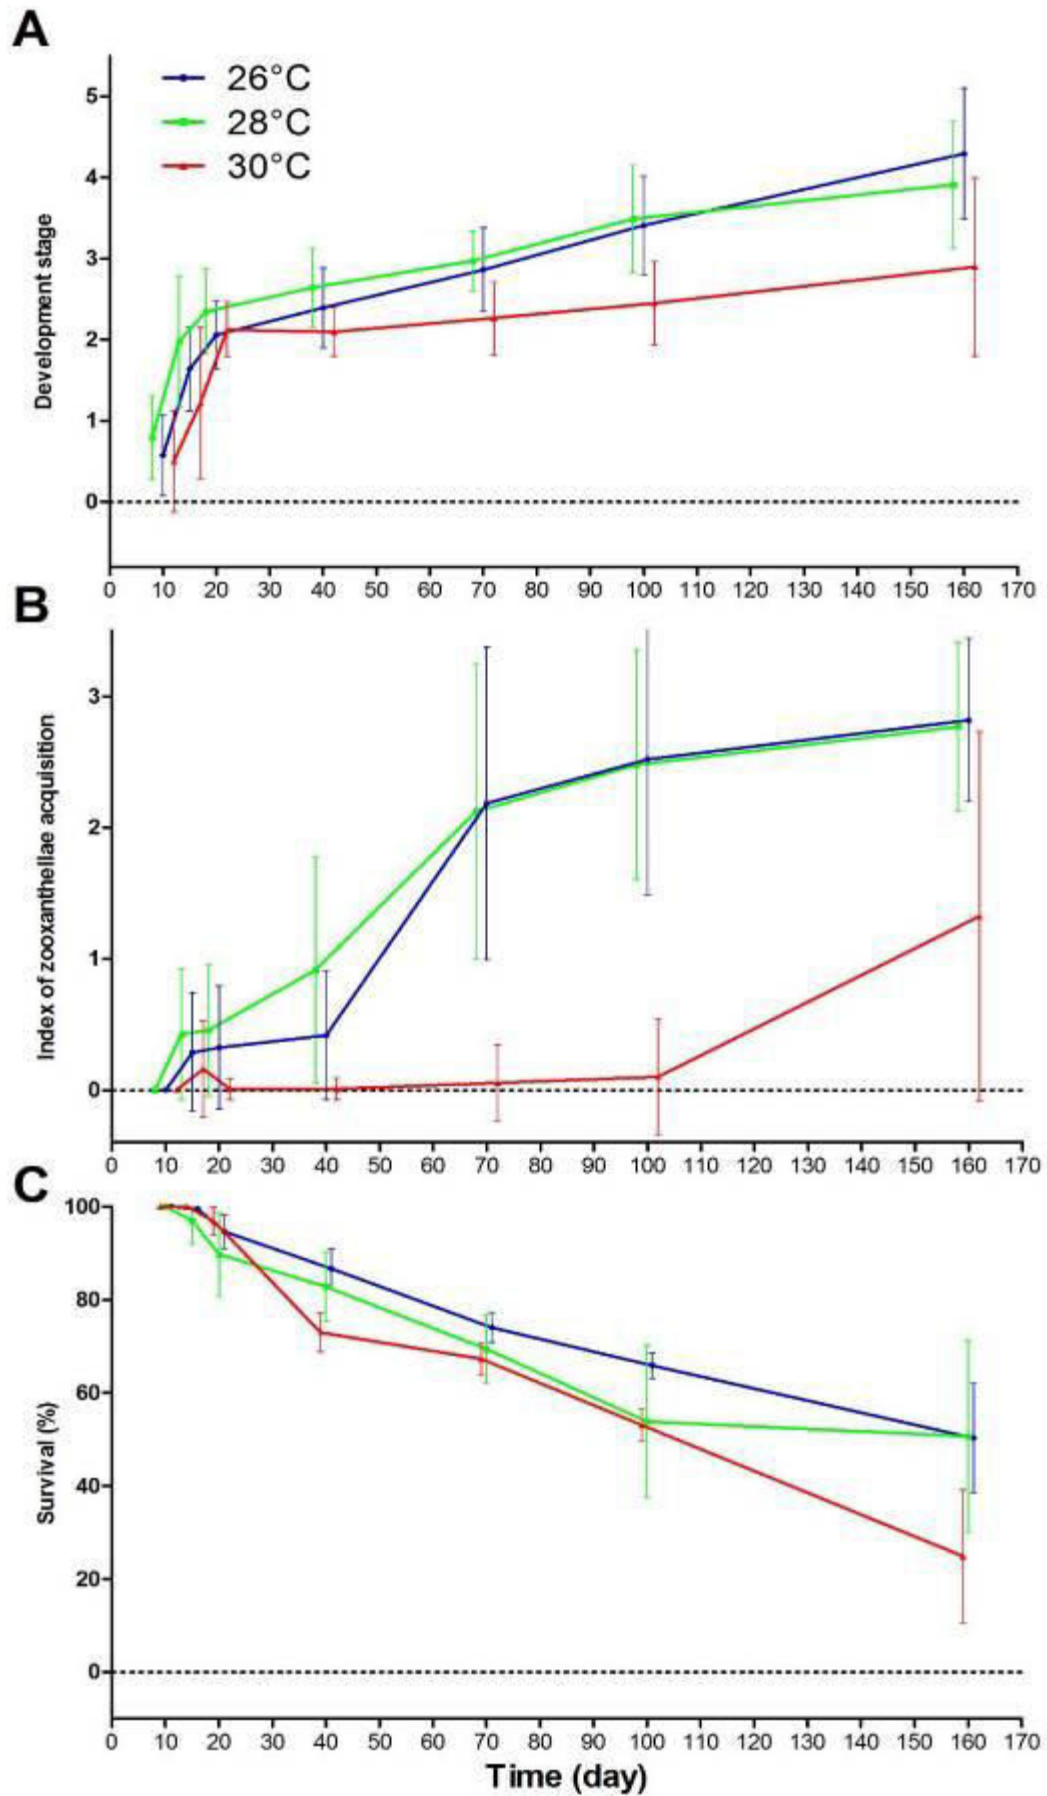 A
26°C
28°C
30°C
Development stage
5
4
3
2
1
0
0 10 20 30 40 50 60 70 80 90 100 110 120 130 140 150 160 170
B
Index of zooxanthellae acquisition
3
2
1
0
0 10 20 30 40 50 60 70 80 90 100 110 120 130 140 150 160 170
C
Survival (%)
100
80
60
40
20
0
0 10 20 30 40 50 60 70 80 90 100 110 120 130 140 150 160 170
Time (day)